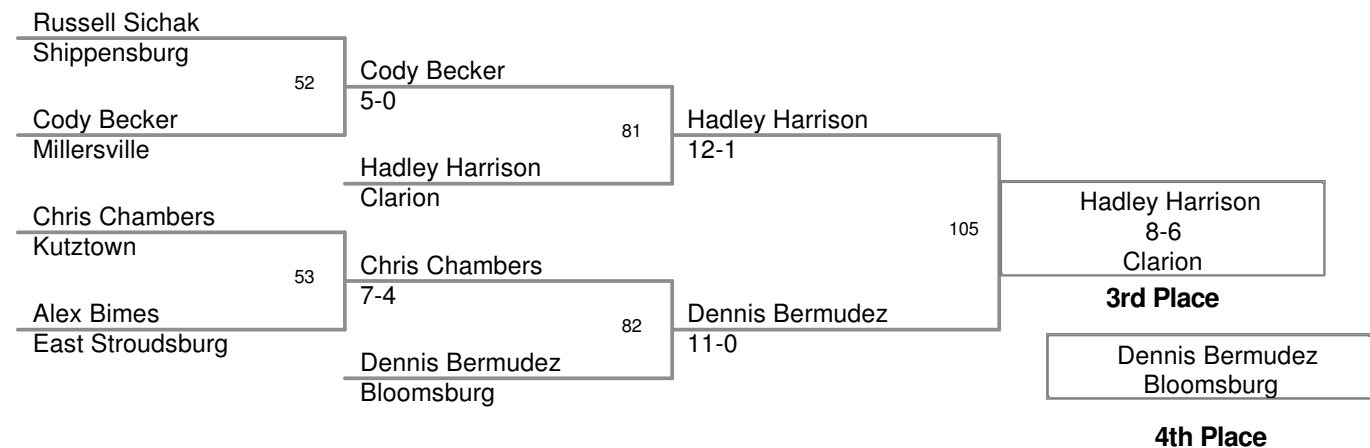 Russell Sichak
Shippensburg
52
Cody Becker
5-0
Cody Becker
Millersville
81
Hadley Harrison
12-1
Hadley Harrison
Clarion
Chris Chambers
Kutztown
53
Chris Chambers
7-4
Alex Bimes
East Stroudsburg
82
Dennis Bermudez
11-0
Dennis Bermudez
Bloomsburg
105
Hadley Harrison
8-6
Clarion
3rd Place
Dennis Bermudez
Bloomsburg
4th Place